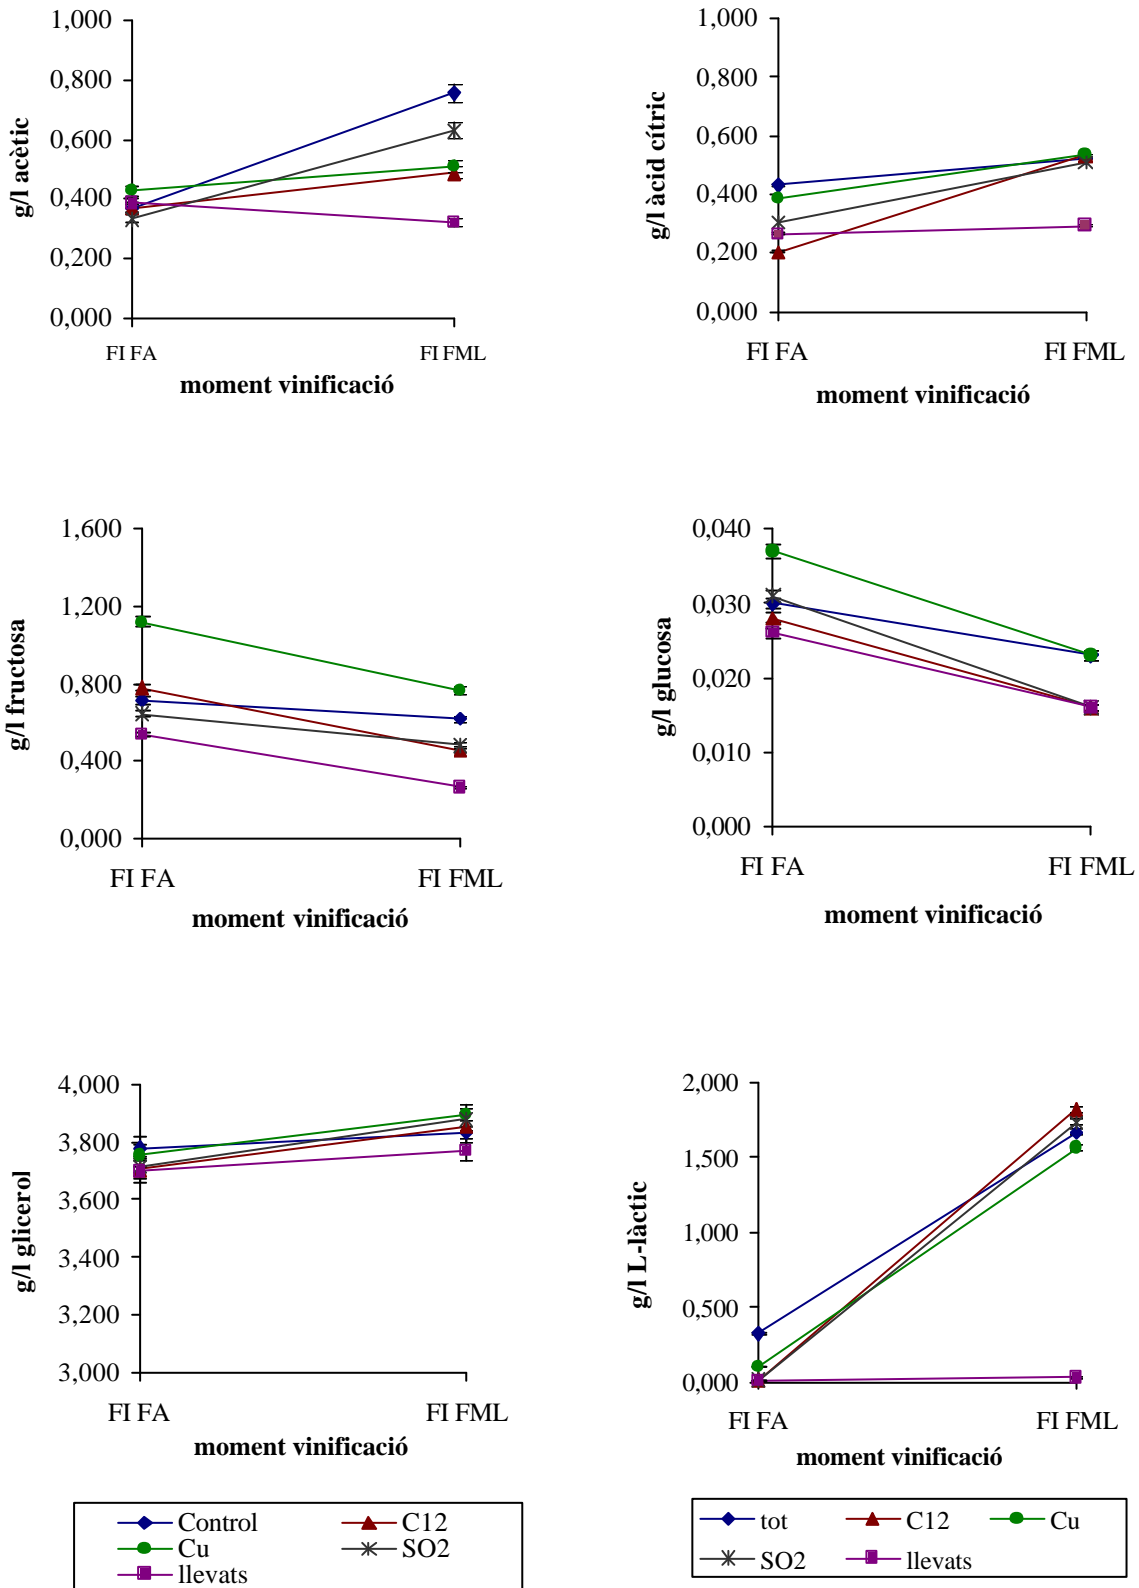 1,000
0,800
0,600
0,400
0,200
0,000
g/l acètic
FI FA
FI FML
moment vinificació
1,000
0,800
0,600
0,400
0,200
0,000
g/l àcid cítric
FI FA
FI FML
moment vinificació
1,600
1,200
0,800
0,400
0,000
g/l fructosa
FI FA
FI FML
moment vinificació
0,040
0,030
0,020
0,010
0,000
g/l glucosa
FI FA
FI FML
moment vinificació
4,000
3,800
3,600
3,400
3,200
3,000
g/l glicerol
FI FA
FI FML
moment vinificació
2,000
1,500
1,000
0,500
0,000
g/l L-làctic
FI FA
FI FML
moment vinificació
Control C12
Cu SO2
llevats
tot C12 Cu
SO2 llevats